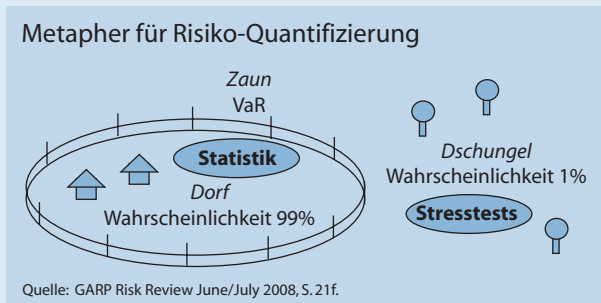 Metapher für Risiko-Quantifizierung
Zaun
VaR
Statistik
Dorf
Wahrscheinlichkeit 99%
Dschungel
Wahrscheinlichkeit 1%
Stresstests
Quelle: GARP Risk Review June/July 2008, S. 21f.